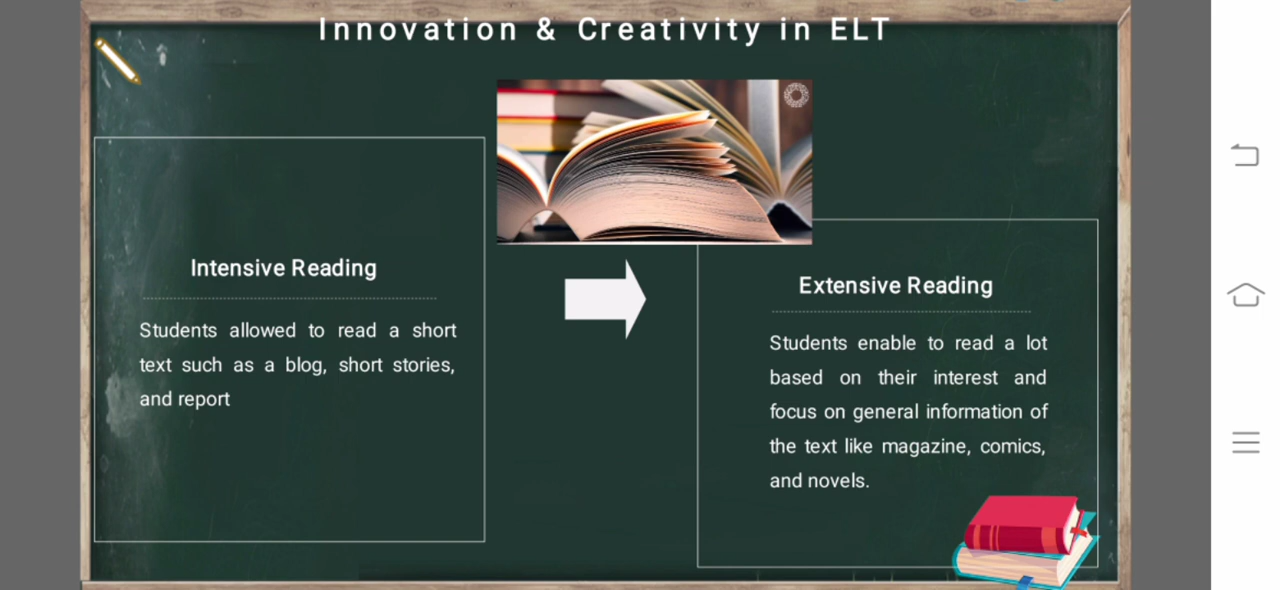 Innovation & Creativity in ELT
Intensive Reading
Students allowed to read a short
text such as a blog, short stories,
and report
Extensive Reading
Students enable to read a lot
based on their interest and
focus on general information of
the text like magazine, comics,
and novels.